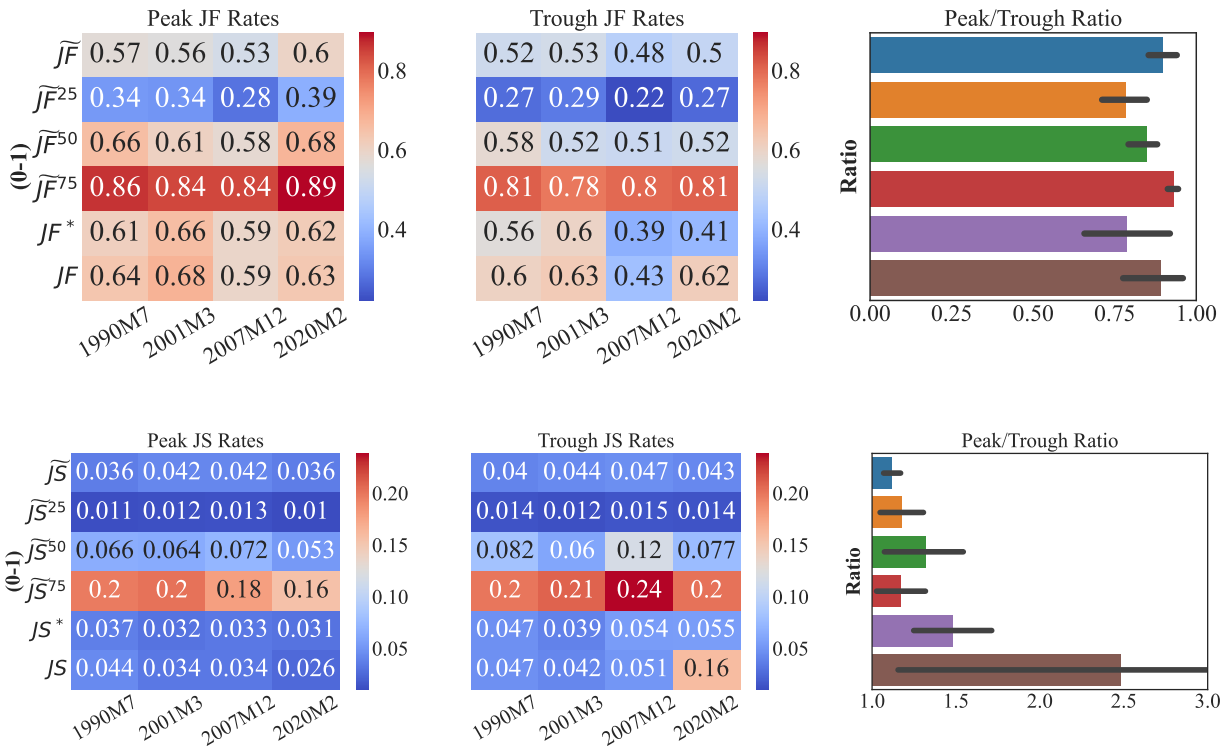 Peak JF Rates
Trough JF Rates
Peak/Trough Ratio
(0-1)
J͠F 0.57 0.56 0.53 0.6
J͠F²⁵ 0.34 0.34 0.28 0.39
J͠F⁵⁰ 0.66 0.61 0.58 0.68
J͠F⁷⁵ 0.86 0.84 0.84 0.89
JF* 0.61 0.66 0.59 0.62
JF 0.64 0.68 0.59 0.63
1990M7 2001M3 2007M12 2020M2
0.8
0.6
0.4
0.52 0.53 0.48 0.5
0.27 0.29 0.22 0.27
0.58 0.52 0.51 0.52
0.81 0.78 0.8 0.81
0.56 0.6 0.39 0.41
0.6 0.63 0.43 0.62
1990M7 2001M3 2007M12 2020M2
0.8
0.6
0.4
Ratio
0.00 0.25 0.50 0.75 1.00
Peak JS Rates
Trough JS Rates
Peak/Trough Ratio
(0-1)
J͠S 0.036 0.042 0.042 0.036
J͠S²⁵ 0.011 0.012 0.013 0.01
J͠S⁵⁰ 0.066 0.064 0.072 0.053
J͠S⁷⁵ 0.2 0.2 0.18 0.16
JS* 0.037 0.032 0.033 0.031
JS 0.044 0.034 0.034 0.026
1990M7 2001M3 2007M12 2020M2
0.20
0.15
0.10
0.05
0.04 0.044 0.047 0.043
0.014 0.012 0.015 0.014
0.082 0.06 0.12 0.077
0.2 0.21 0.24 0.2
0.047 0.039 0.054 0.055
0.047 0.042 0.051 0.16
1990M7 2001M3 2007M12 2020M2
0.20
0.15
0.10
0.05
Ratio
1.0 1.5 2.0 2.5 3.0